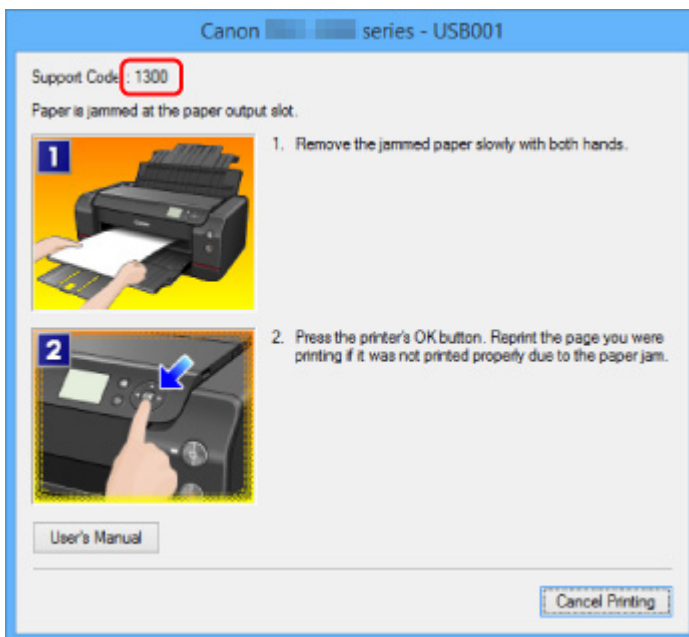 Canon series - USB001
Support Code : 1300
Paper is jammed at the paper output slot.
1
1. Remove the jammed paper slowly with both hands.
2
2. Press the printer's OK button. Reprint the page you were
printing if it was not printed properly due to the paper jam.
User's Manual
Cancel Printing